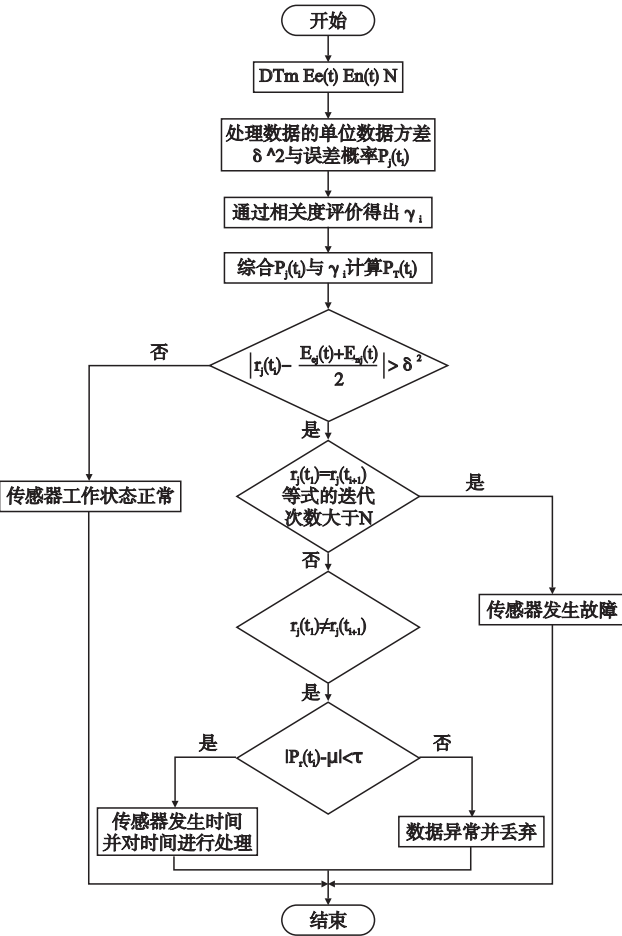 开始
DTm Ee(t) En(t) N
处理数据的单位数据方差
δ ^2与误差概率Pj(ti)
通过相关度评价得出 γi
综合Pj(ti)与 γi计算PT(ti)
|rj(ti)− (Eej(t)+Enj(t))/2| > δ²
否
是
传感器工作状态正常
rj(t1)=rj(ti+1)
等式的迭代
次数大于N
是
否
传感器发生故障
rj(t1)≠rj(ti+1)
是
|Pr(ti)-μ|<τ
是
否
传感器发生时间
并对时间进行处理
数据异常并丢弃
结束